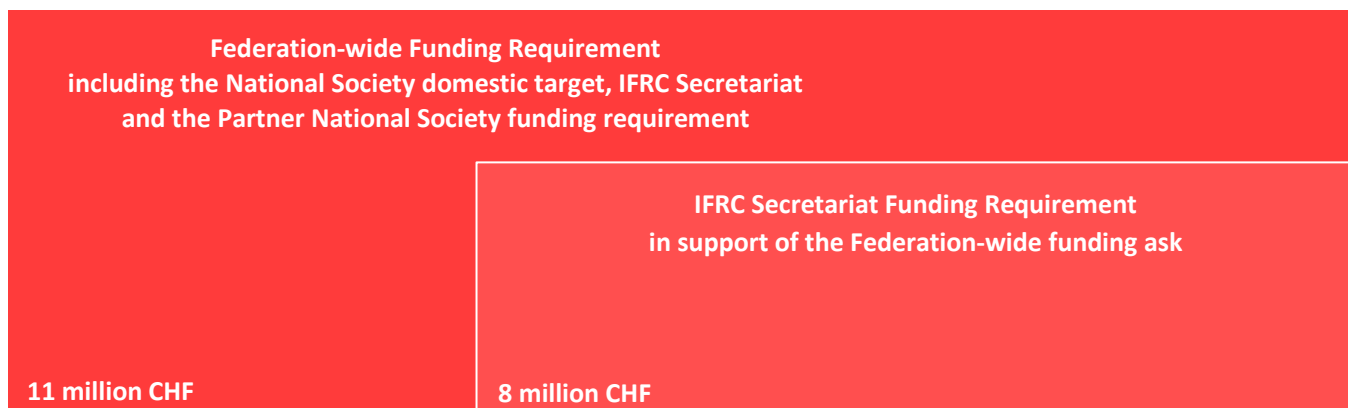 Federation-wide Funding Requirement
including the National Society domestic target, IFRC Secretariat
and the Partner National Society funding requirement
IFRC Secretariat Funding Requirement
in support of the Federation-wide funding ask
11 million CHF
8 million CHF